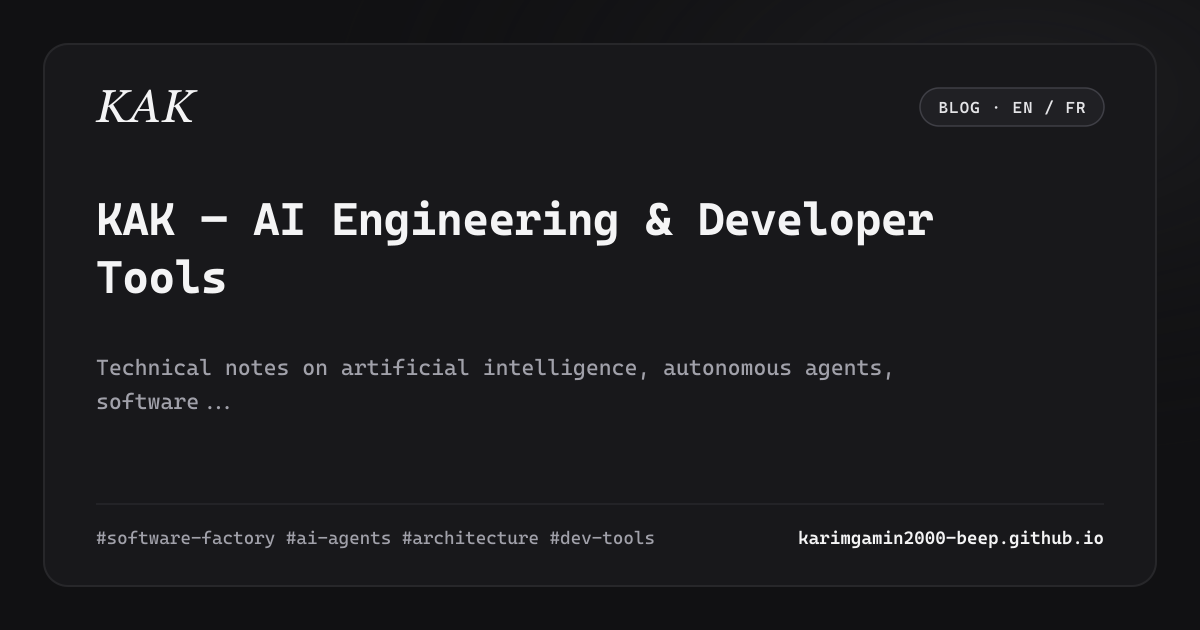 KAK
BLOG · EN / FR
KAK — AI Engineering & Developer
Tools
Technical notes on artificial intelligence, autonomous agents,
software...
#software-factory #ai-agents #architecture #dev-tools
karimgamin2000-beep.github.io